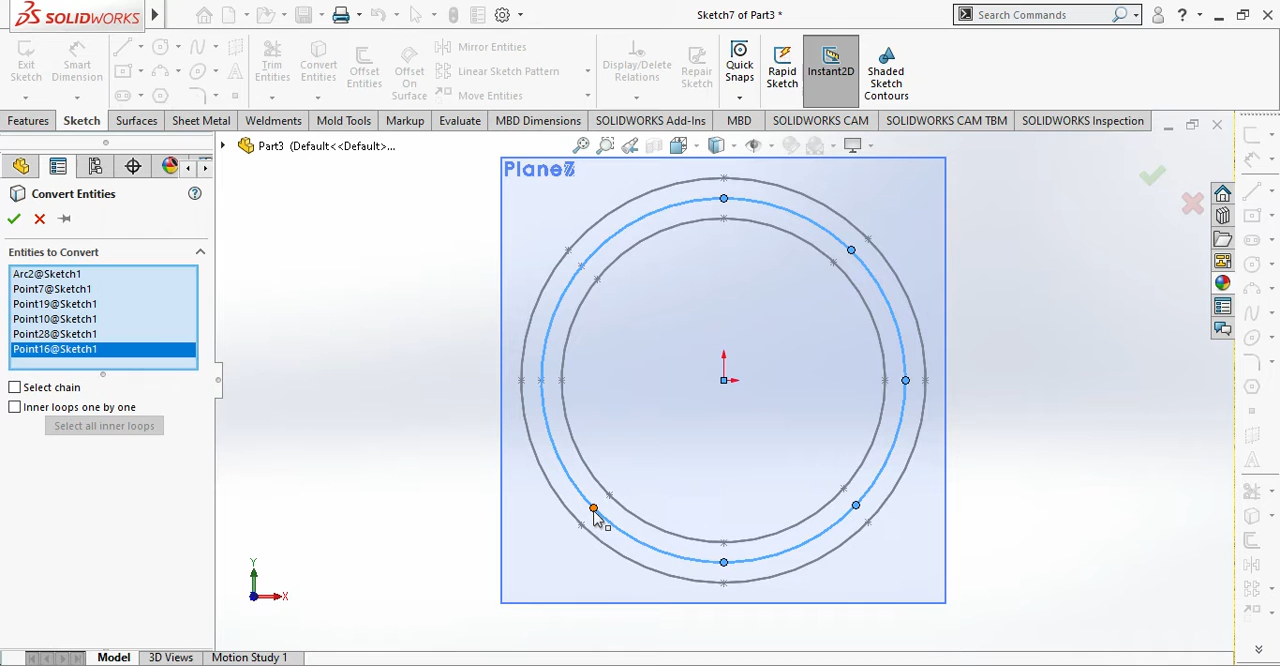 SOLIDWORKS
Sketch7 of Part3 *
Search Commands
?
Exit Sketch
Smart Dimension
Trim Entities
Convert Entities
Offset Entities
Offset On Surface
Mirror Entities
Linear Sketch Pattern
Move Entities
Display/Delete Relations
Repair Sketch
Quick Snaps
Rapid Sketch
Instant2D
Shaded Sketch Contours
Features
Sketch
Surfaces
Sheet Metal
Weldments
Mold Tools
Markup
Evaluate
MBD Dimensions
SOLIDWORKS Add-Ins
MBD
SOLIDWORKS CAM
SOLIDWORKS CAM TBM
SOLIDWORKS Inspection
Part3 (Default<<Default>...
Convert Entities
?
Entities to Convert
Arc2@Sketch1
Point7@Sketch1
Point19@Sketch1
Point10@Sketch1
Point28@Sketch1
Point16@Sketch1
Select chain
Inner loops one by one
Select all inner loops
Y
X
Model
3D Views
Motion Study 1